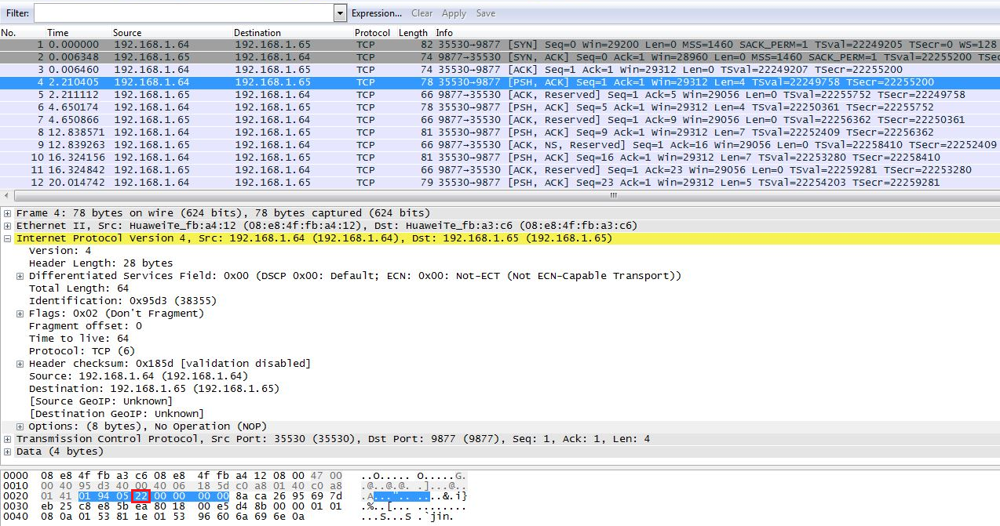 Filter: Expression... Clear Apply Save
No. Time Source Destination Protocol Length Info
1 0.000000 192.168.1.64 192.168.1.65 TCP 82 35530→9877 [SYN] Seq=0 Win=29200 Len=0 MSS=1460 SACK_PERM=1 TSval=22249205 TSecr=0 WS=128
2 0.006348 192.168.1.65 192.168.1.64 TCP 74 9877→35530 [SYN, ACK] Seq=0 Ack=1 Win=28960 Len=0 MSS=1460 SACK_PERM=1 TSval=22255200 TSec
3 0.006460 192.168.1.64 192.168.1.65 TCP 74 35530→9877 [ACK] Seq=1 Ack=1 Win=29312 Len=0 TSval=22249207 TSecr=22255200
4 2.210405 192.168.1.64 192.168.1.65 TCP 78 35530→9877 [PSH, ACK] Seq=1 Ack=1 Win=29312 Len=4 TSval=22249758 TSecr=22255200
5 2.211112 192.168.1.65 192.168.1.64 TCP 66 9877→35530 [ACK, Reserved] Seq=1 Ack=5 Win=29056 Len=0 TSval=22255752 TSecr=22249758
6 4.650174 192.168.1.64 192.168.1.65 TCP 78 35530→9877 [PSH, ACK] Seq=5 Ack=1 Win=29312 Len=4 TSval=22250361 TSecr=22255752
7 4.650866 192.168.1.65 192.168.1.64 TCP 66 9877→35530 [ACK, Reserved] Seq=1 Ack=9 Win=29056 Len=0 TSval=22256362 TSecr=22250361
8 12.838571 192.168.1.64 192.168.1.65 TCP 81 35530→9877 [PSH, ACK] Seq=9 Ack=1 Win=29312 Len=7 TSval=22252409 TSecr=22256362
9 12.839263 192.168.1.65 192.168.1.64 TCP 66 9877→35530 [ACK, NS, Reserved] Seq=1 Ack=16 Win=29056 Len=0 TSval=22258410 TSecr=22252409
10 16.324156 192.168.1.64 192.168.1.65 TCP 81 35530→9877 [PSH, ACK] Seq=16 Ack=1 Win=29312 Len=7 TSval=22253280 TSecr=22258410
11 16.324842 192.168.1.65 192.168.1.64 TCP 66 9877→35530 [ACK, Reserved] Seq=1 Ack=23 Win=29056 Len=0 TSval=22259281 TSecr=22253280
12 20.014742 192.168.1.64 192.168.1.65 TCP 79 35530→9877 [PSH, ACK] Seq=23 Ack=1 Win=29312 Len=5 TSval=22254203 TSecr=22259281
Frame 4: 78 bytes on wire (624 bits), 78 bytes captured (624 bits)
Ethernet II, Src: HuaweiTe_fb:a4:12 (08:e8:4f:fb:a4:12), Dst: HuaweiTe_fb:a3:c6 (08:e8:4f:fb:a3:c6)
Internet Protocol Version 4, Src: 192.168.1.64 (192.168.1.64), Dst: 192.168.1.65 (192.168.1.65)
Version: 4
Header Length: 28 bytes
Differentiated Services Field: 0x00 (DSCP 0x00: Default; ECN: 0x00: Not-ECT (Not ECN-Capable Transport))
Total Length: 64
Identification: 0x95d3 (38355)
Flags: 0x02 (Don't Fragment)
Fragment offset: 0
Time to live: 64
Protocol: TCP (6)
Header checksum: 0x185d [validation disabled]
Source: 192.168.1.64 (192.168.1.64)
Destination: 192.168.1.65 (192.168.1.65)
[Source GeoIP: Unknown]
[Destination GeoIP: Unknown]
Options: (8 bytes), No Operation (NOP)
Transmission Control Protocol, Src Port: 35530 (35530), Dst Port: 9877 (9877), Seq: 1, Ack: 1, Len: 4
Data (4 bytes)
0000 08 e8 4f fb a3 c6 08 e8 4f fb a4 12 08 00 47 00 ..O..... O.....G.
0010 00 40 95 d3 40 00 40 06 18 5d c0 a8 01 40 c0 a8 .@..@.@. .]...@..
0020 01 41 01 94 05 22 00 00 00 00 8a ca 26 95 69 7d .A...".. ....&.i}
0030 eb 25 c8 e8 5b ea 80 18 00 e5 d4 8b 00 00 01 01 .%..[... ........
0040 08 0a 01 53 81 1e 01 53 96 60 6a 69 6e 0a ...S...S .`jin.